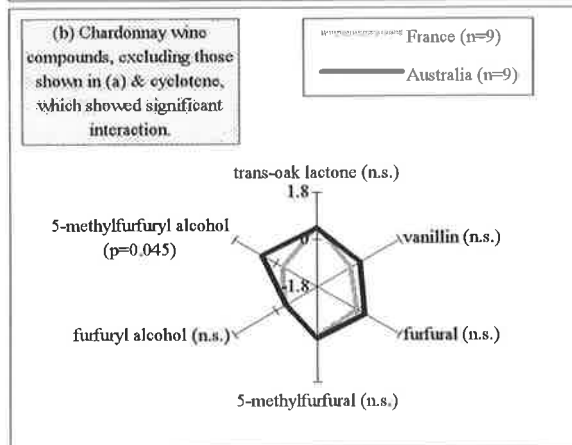 (b) Chardonnay wine
compounds, excluding those
shown in (a) & cyclotene,
which showed significant
interaction.
France (n=9)
Australia (n=9)
trans-oak lactone (n.s.)
1.8
5-methylfurfuryl alcohol
(p=0.045)
0
vanillin (n.s.)
-1.8
furfuryl alcohol (n.s.)
furfural (n.s.)
5-methylfurfural (n.s.)